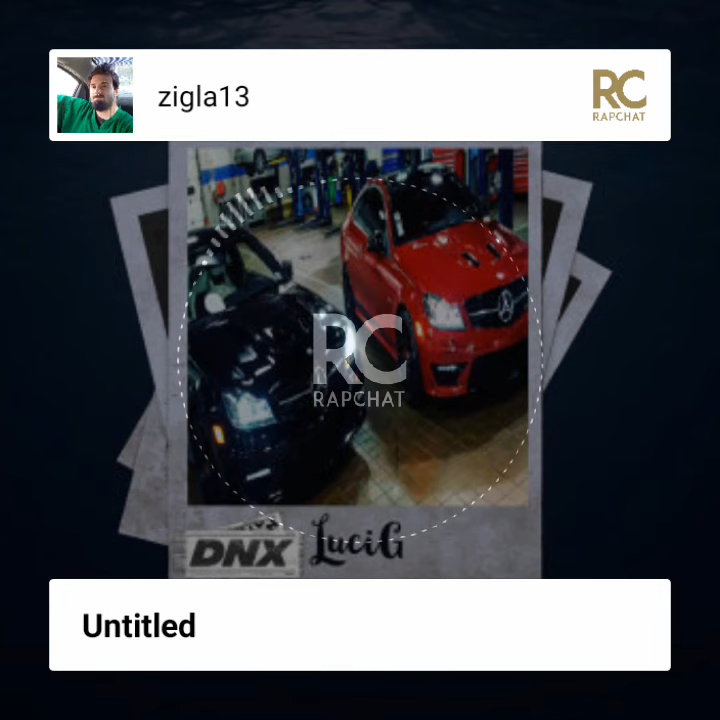 zigla13
RC
RAPCHAT
RC
RAPCHAT
DNX
LuciG
Untitled